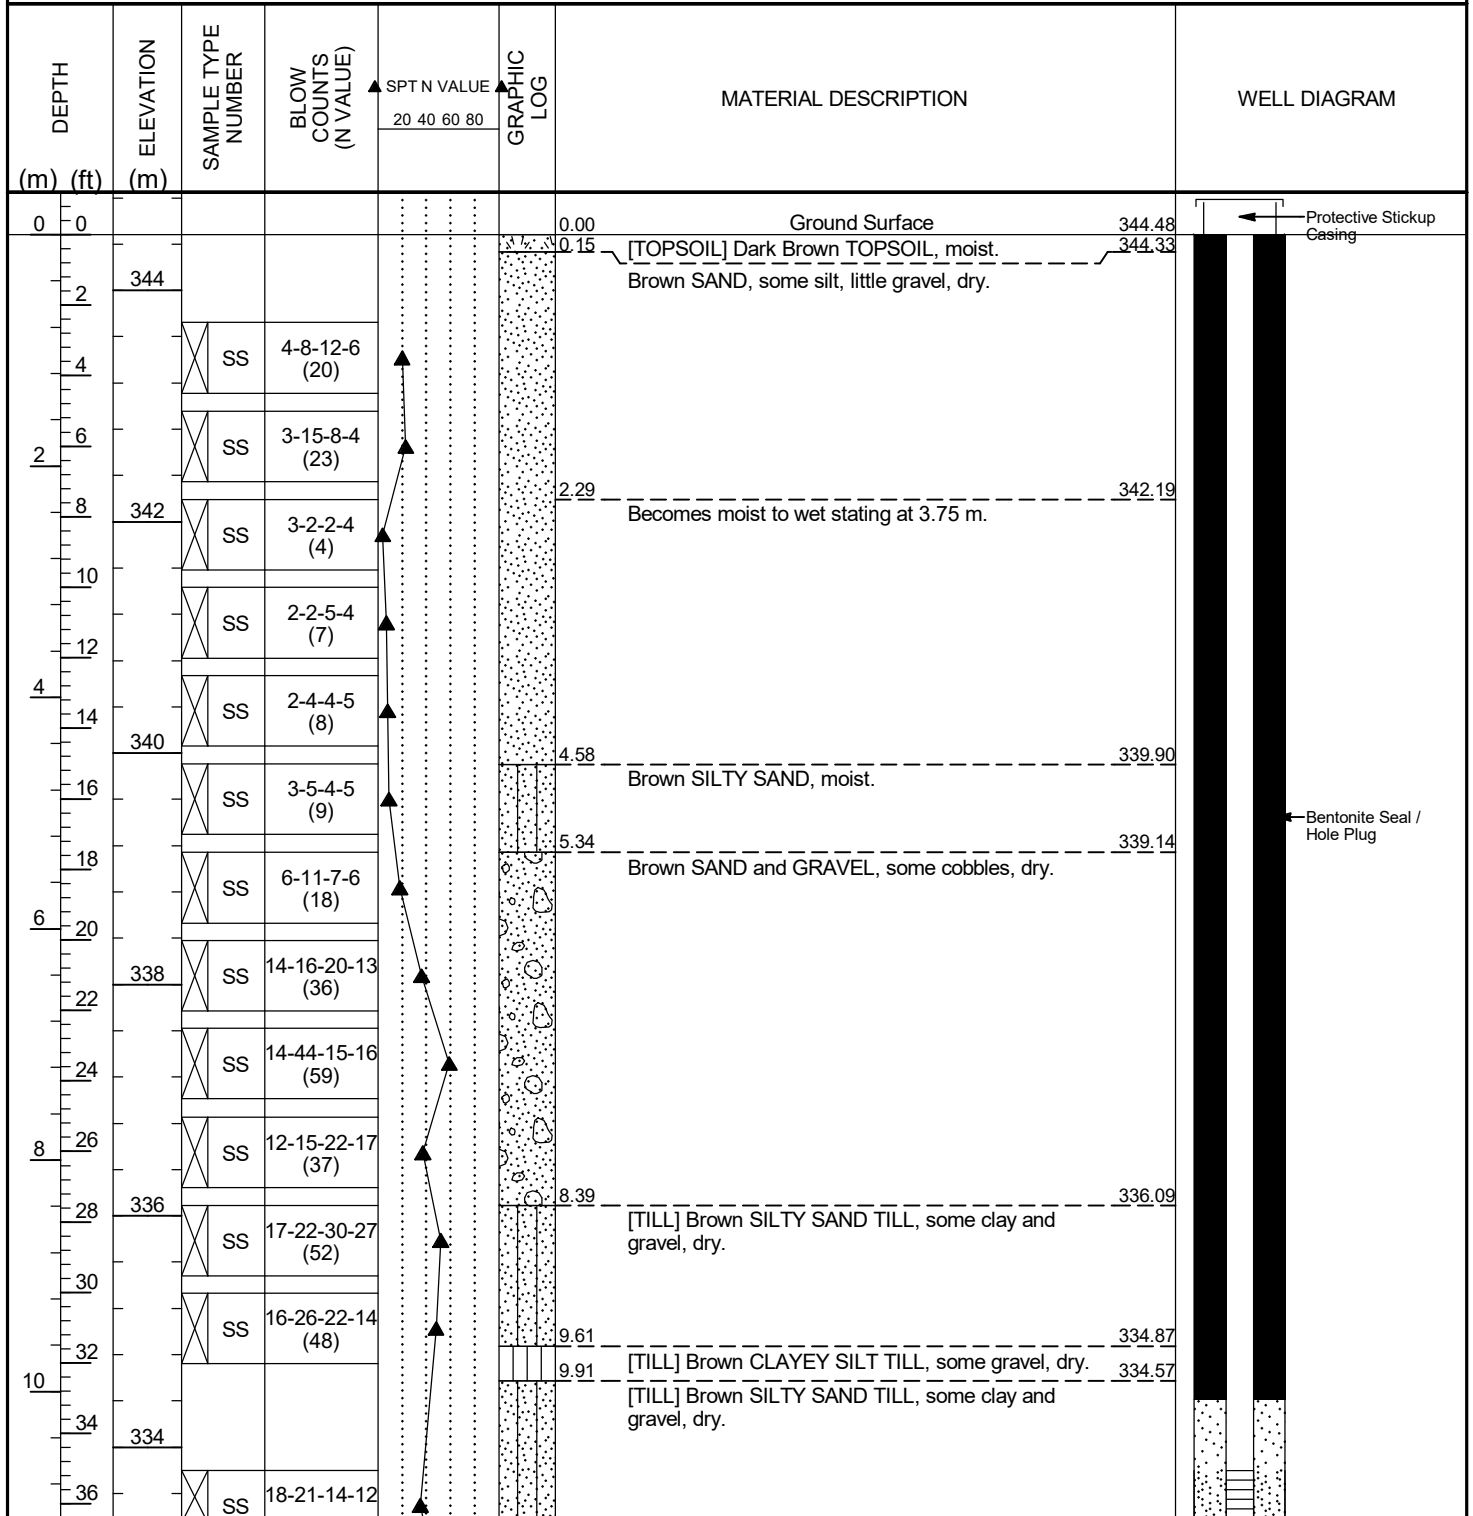 DEPTH
(m) (ft)
ELEVATION
(m)
SAMPLE TYPE
NUMBER
BLOW
COUNTS
(N VALUE)
SPT N VALUE
20 40 60 80
GRAPHIC
LOG
MATERIAL DESCRIPTION
WELL DIAGRAM
0 0
0.00 Ground Surface 344.48
Protective Stickup
Casing
0.15 [TOPSOIL] Dark Brown TOPSOIL, moist. 344.33
344
Brown SAND, some silt, little gravel, dry.
2
SS 4-8-12-6
(20)
4
SS 3-15-8-4
(23)
6
2
2.29 342.19
8
342
Becomes moist to wet stating at 3.75 m.
SS 3-2-2-4
(4)
10
SS 2-2-5-4
(7)
12
4
SS 2-4-4-5
(8)
14
340
4.58 339.90
Brown SILTY SAND, moist.
16
SS 3-5-4-5
(9)
Bentonite Seal /
Hole Plug
5.34 339.14
18
Brown SAND and GRAVEL, some cobbles, dry.
SS 6-11-7-6
(18)
6
20
SS 14-16-20-13
(36)
338
22
SS 14-44-15-16
(59)
24
26
8
SS 12-15-22-17
(37)
8.39 336.09
336
28
[TILL] Brown SILTY SAND TILL, some clay and
gravel, dry.
SS 17-22-30-27
(52)
30
SS 16-26-22-14
(48)
9.61 334.87
32
[TILL] Brown CLAYEY SILT TILL, some gravel, dry.
9.91 334.57
10
[TILL] Brown SILTY SAND TILL, some clay and
gravel, dry.
34
334
36
SS 18-21-14-12